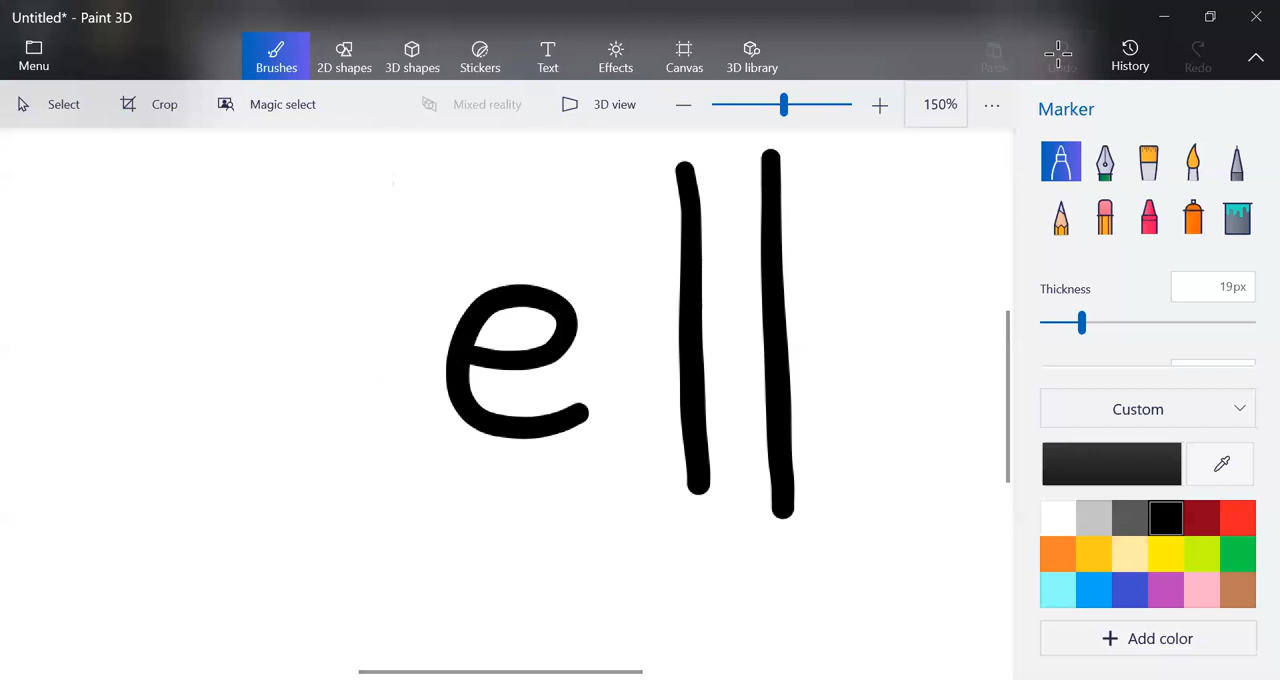 Untitled* - Paint 3D
Menu
Brushes 2D shapes 3D shapes Stickers Text Effects Canvas 3D library Paste Undo History Redo
Select Crop Magic select Mixed reality 3D view 150%
Marker
Thickness 19px
Custom
Add color
ell